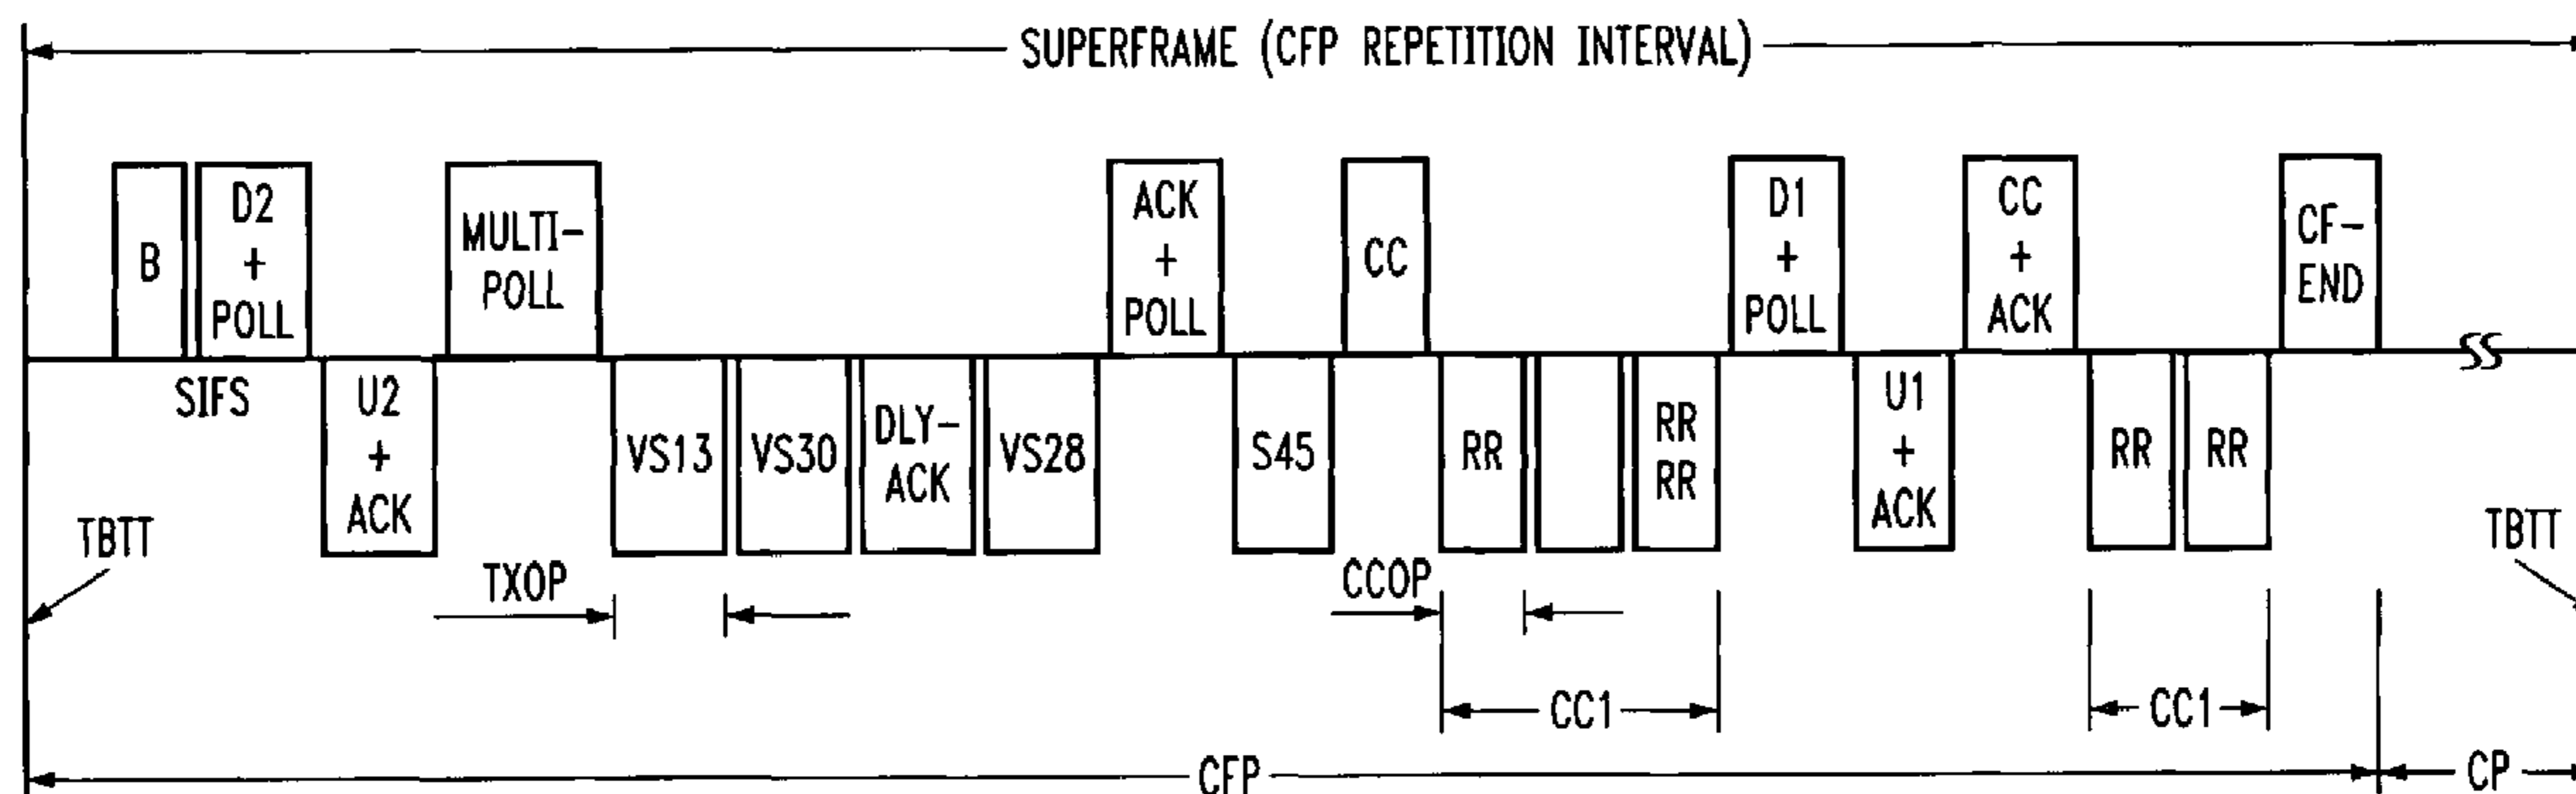 SUPERFRAME (CFP REPETITION INTERVAL)
B
D2
+
POLL
MULTI-
POLL
ACK
+
POLL
CC
D1
+
POLL
CC
+
ACK
CF-
END
SIFS
U2
+
ACK
VS13
VS30
DLY-
ACK
VS28
S45
RR
RR
RR
U1
+
ACK
RR
RR
TBTT
TXOP
CCOP
TBTT
CC1
CC1
CFP
CP